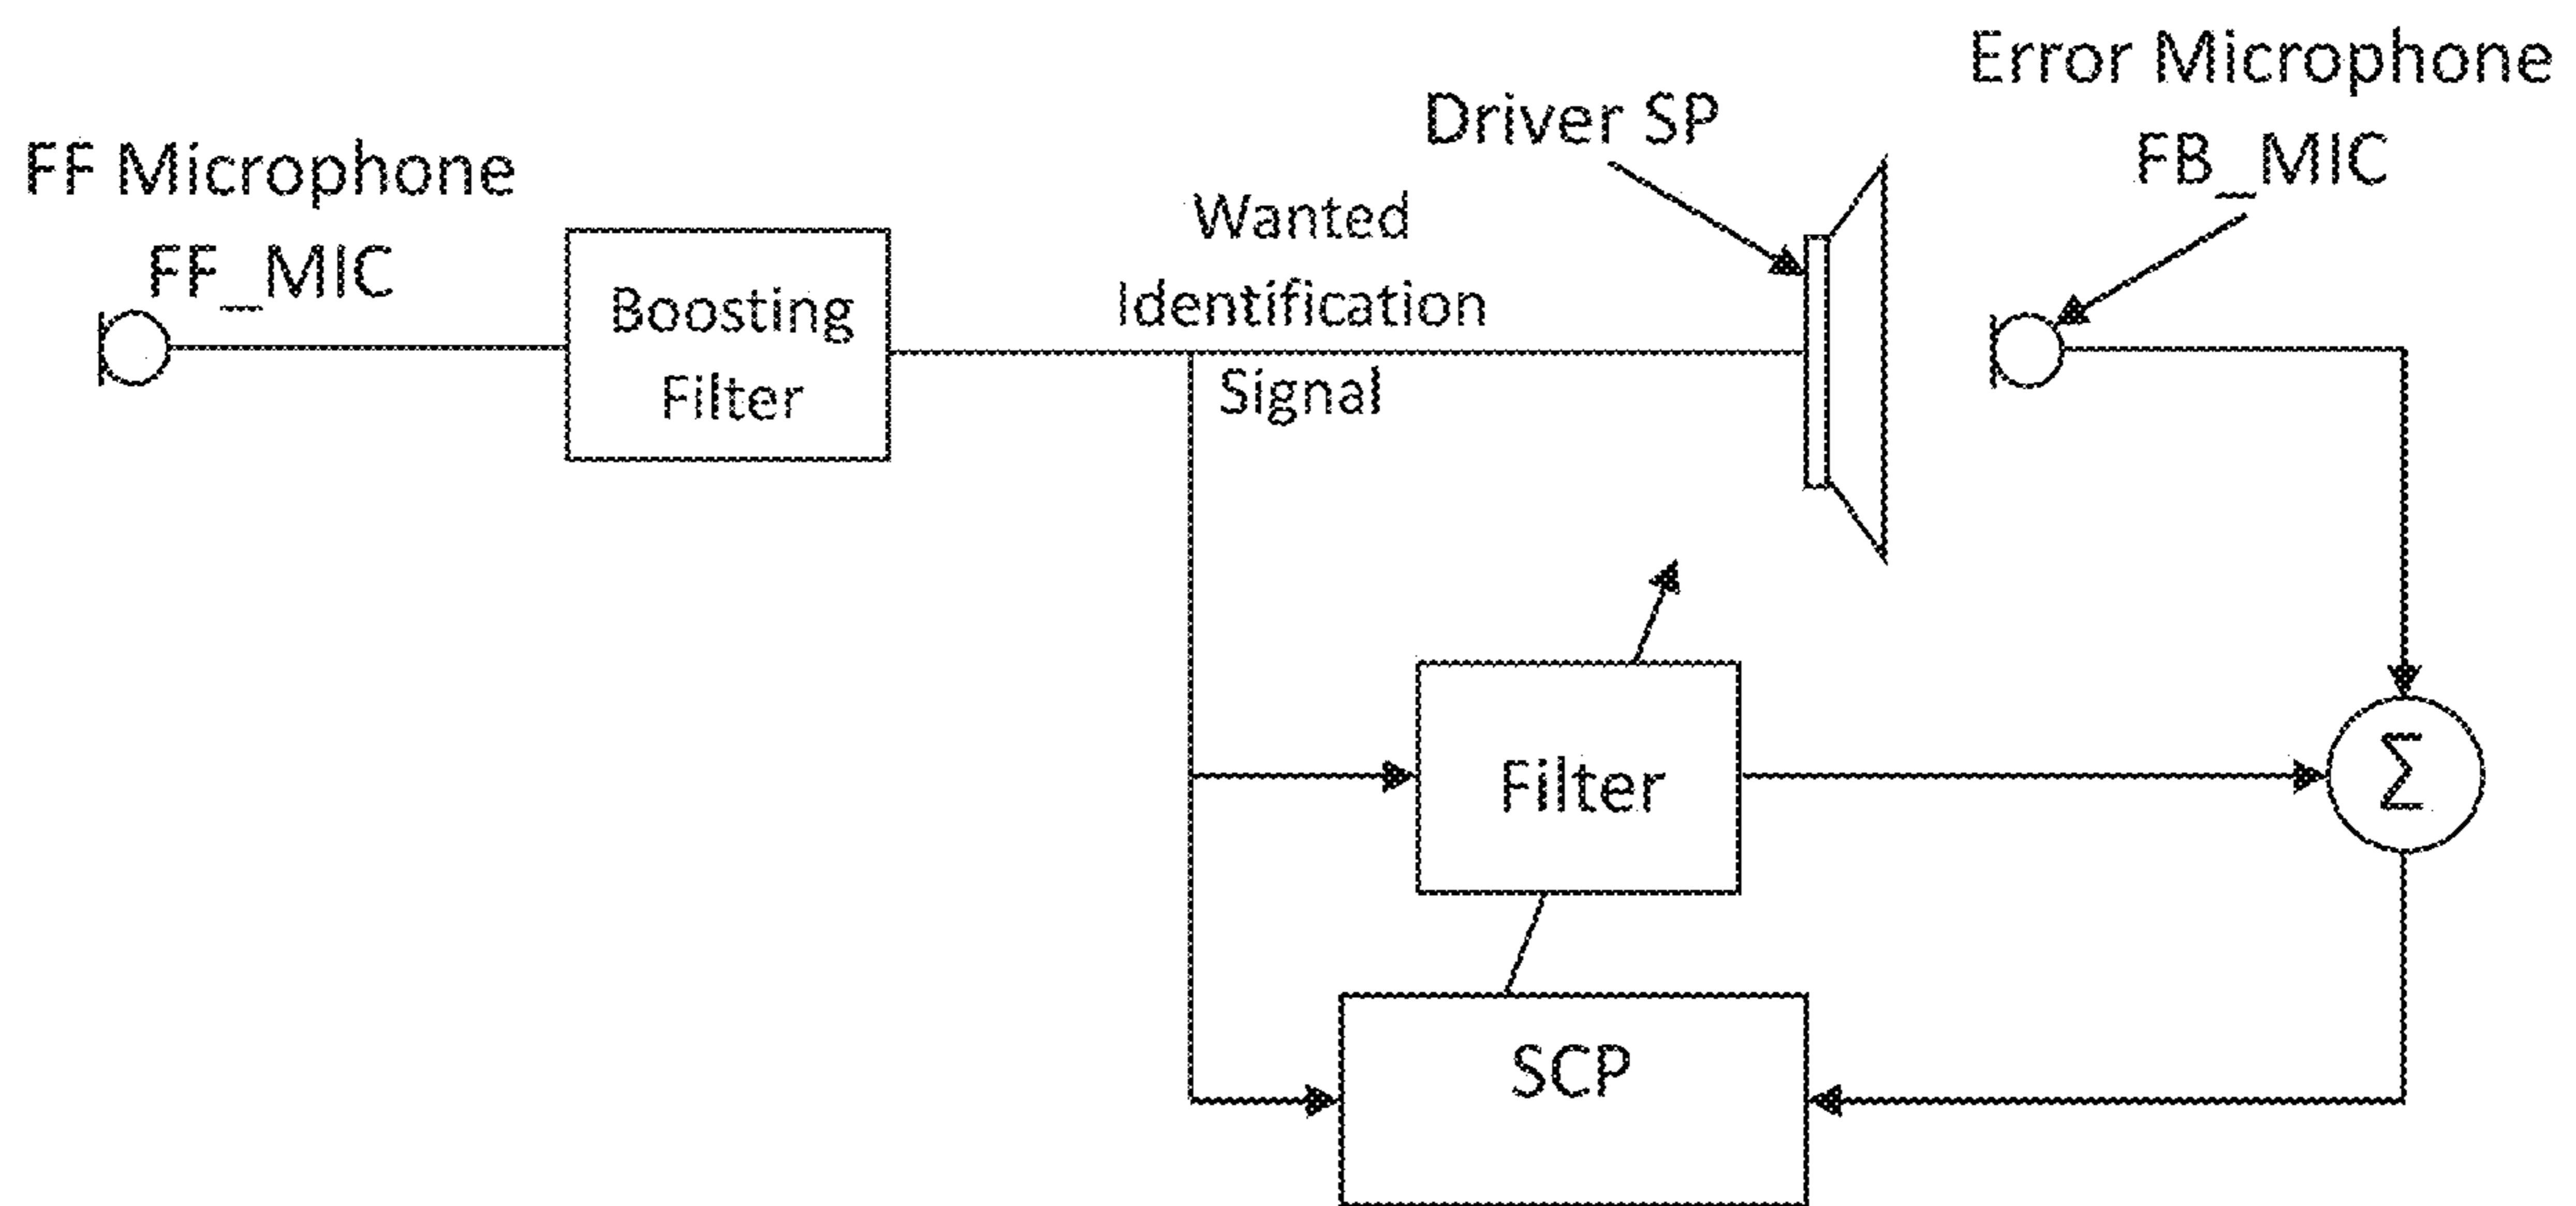 Error Microphone
FB_MIC
Driver SP
FF Microphone
FF_MIC
Wanted
Identification
Signal
Boosting
Filter
Filter
Σ
SCP